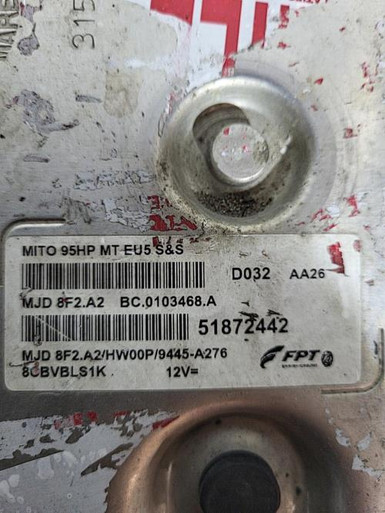 MARE
315
MITO 95HP MT EU5 S&S
D032 AA26
MJD 8F2.A2 BC.0103468.A
51872442
MJD 8F2.A2/HW00P/9445-A276
8CBVBLS1K 12V=
FPT